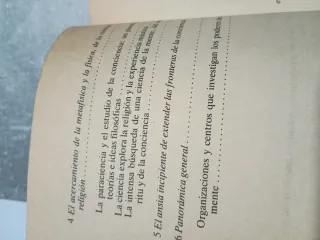 4 El acercamiento de la metafísica y la física, de la
religión
La paraciencia y el estudio de la conciencia:
teorías e ideas filosóficas
La ciencia explora la religión y la experiencia
La intensa búsqueda de una ciencia de la mente,
ritu y de la conciencia
5 El ansia incipiente de extender las fronteras de la
6 Panorámica general
Organizaciones y centros que investigan los poderes
mente